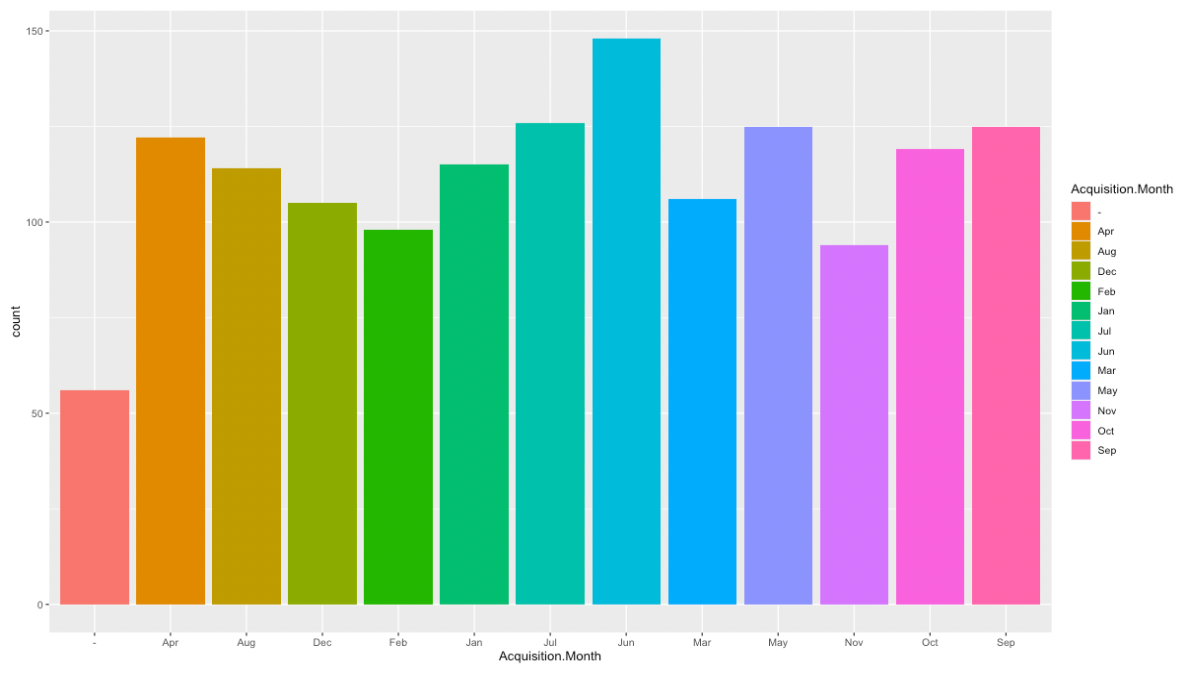 150
100
50
0
count
- Apr Aug Dec Feb Jan Jul Jun Mar May Nov Oct Sep
Acquisition.Month
Acquisition.Month
-
Apr
Aug
Dec
Feb
Jan
Jul
Jun
Mar
May
Nov
Oct
Sep